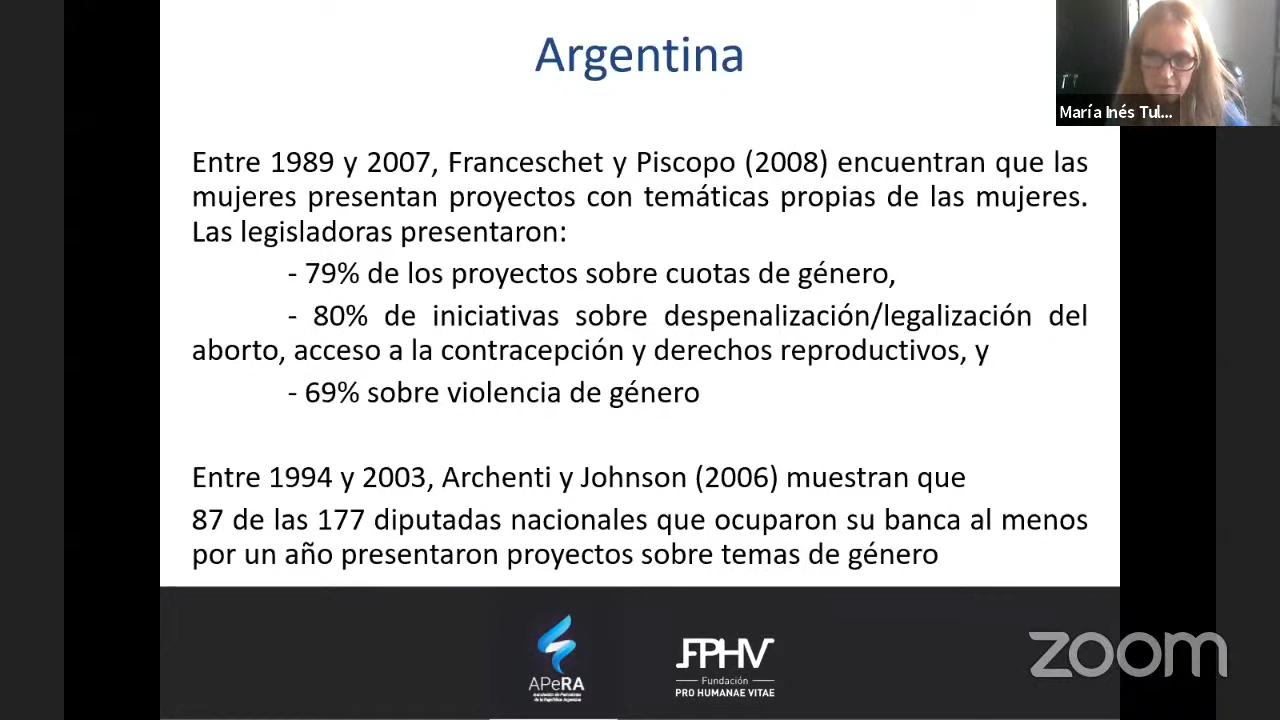 Argentina
María Inés Tul...
Entre 1989 y 2007, Franceschet y Piscopo (2008) encuentran que las
mujeres presentan proyectos con temáticas propias de las mujeres.
Las legisladoras presentaron:
- 79% de los proyectos sobre cuotas de género,
- 80% de iniciativas sobre despenalización/legalización del
aborto, acceso a la contracepción y derechos reproductivos, y
- 69% sobre violencia de género
Entre 1994 y 2003, Archenti y Johnson (2006) muestran que
87 de las 177 diputadas nacionales que ocuparon su banca al menos
por un año presentaron proyectos sobre temas de género
APeRA
de la República Argentina
FPHV
Fundación
PRO HUMANAE VITAE
zoom